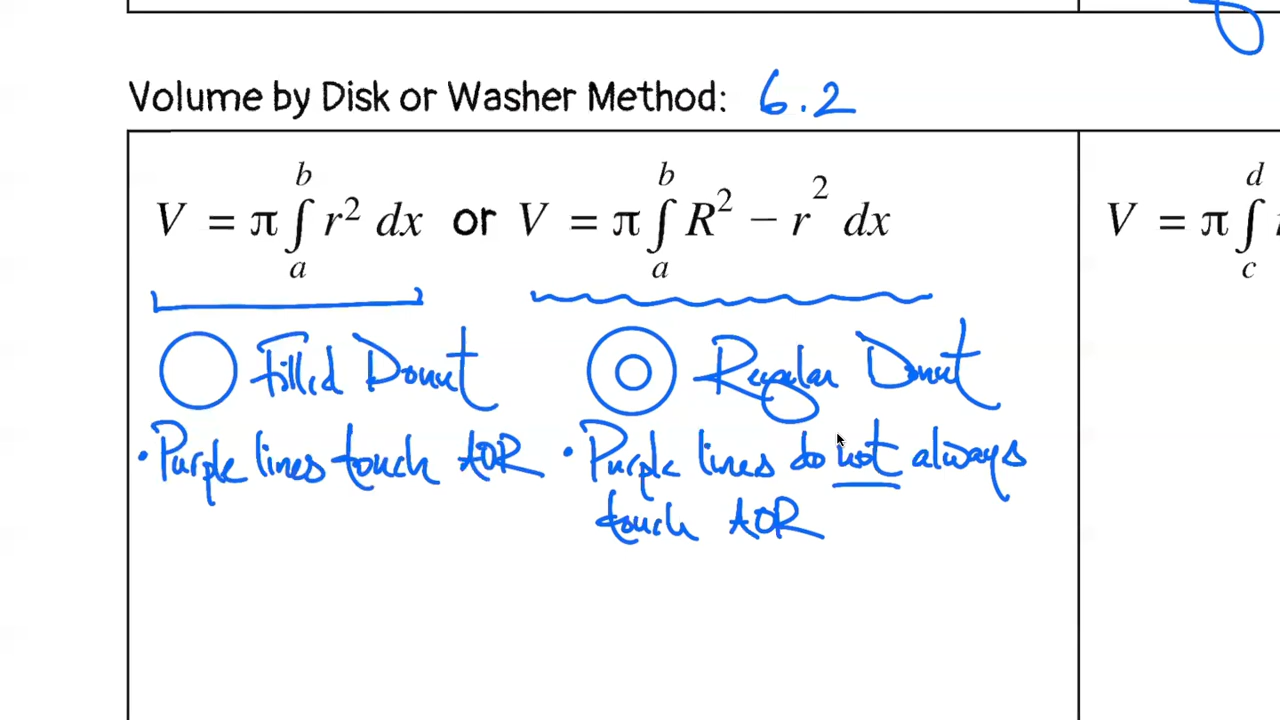 Volume by Disk or Washer Method: 6.2
V = π∫ₐᵇ r² dx or V = π∫ₐᵇ R² − r² dx
V = π∫
d
c
Filled Donut
Regular Donut
• Purple lines touch AOR
• Purple lines do not always
touch AOR